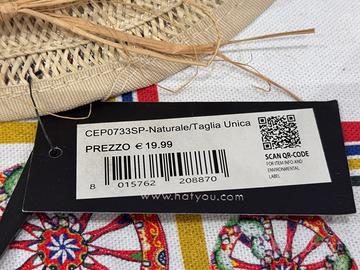 CEP0733SP-Naturale/Taglia Unica
PREZZO € 19.99
SCAN QR-CODE
FOR ITEM INFO AND
ENVIRONMENTAL
LABEL
8 015762 208870
www.hatyou.com